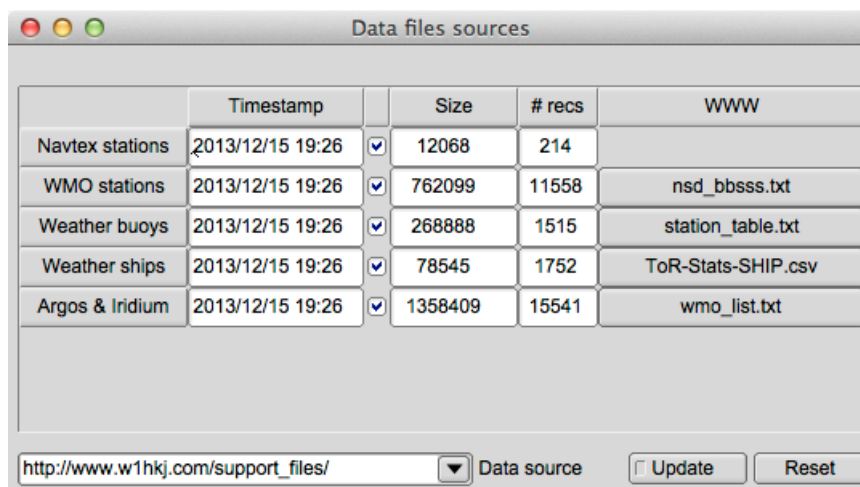 Data files sources
Timestamp Size # recs WWW
Navtex stations 2013/12/15 19:26 12068 214
WMO stations 2013/12/15 19:26 762099 11558 nsd_bbsss.txt
Weather buoys 2013/12/15 19:26 268888 1515 station_table.txt
Weather ships 2013/12/15 19:26 78545 1752 ToR-Stats-SHIP.csv
Argos & Iridium 2013/12/15 19:26 1358409 15541 wmo_list.txt
http://www.w1hkj.com/support_files/ Data source Update Reset